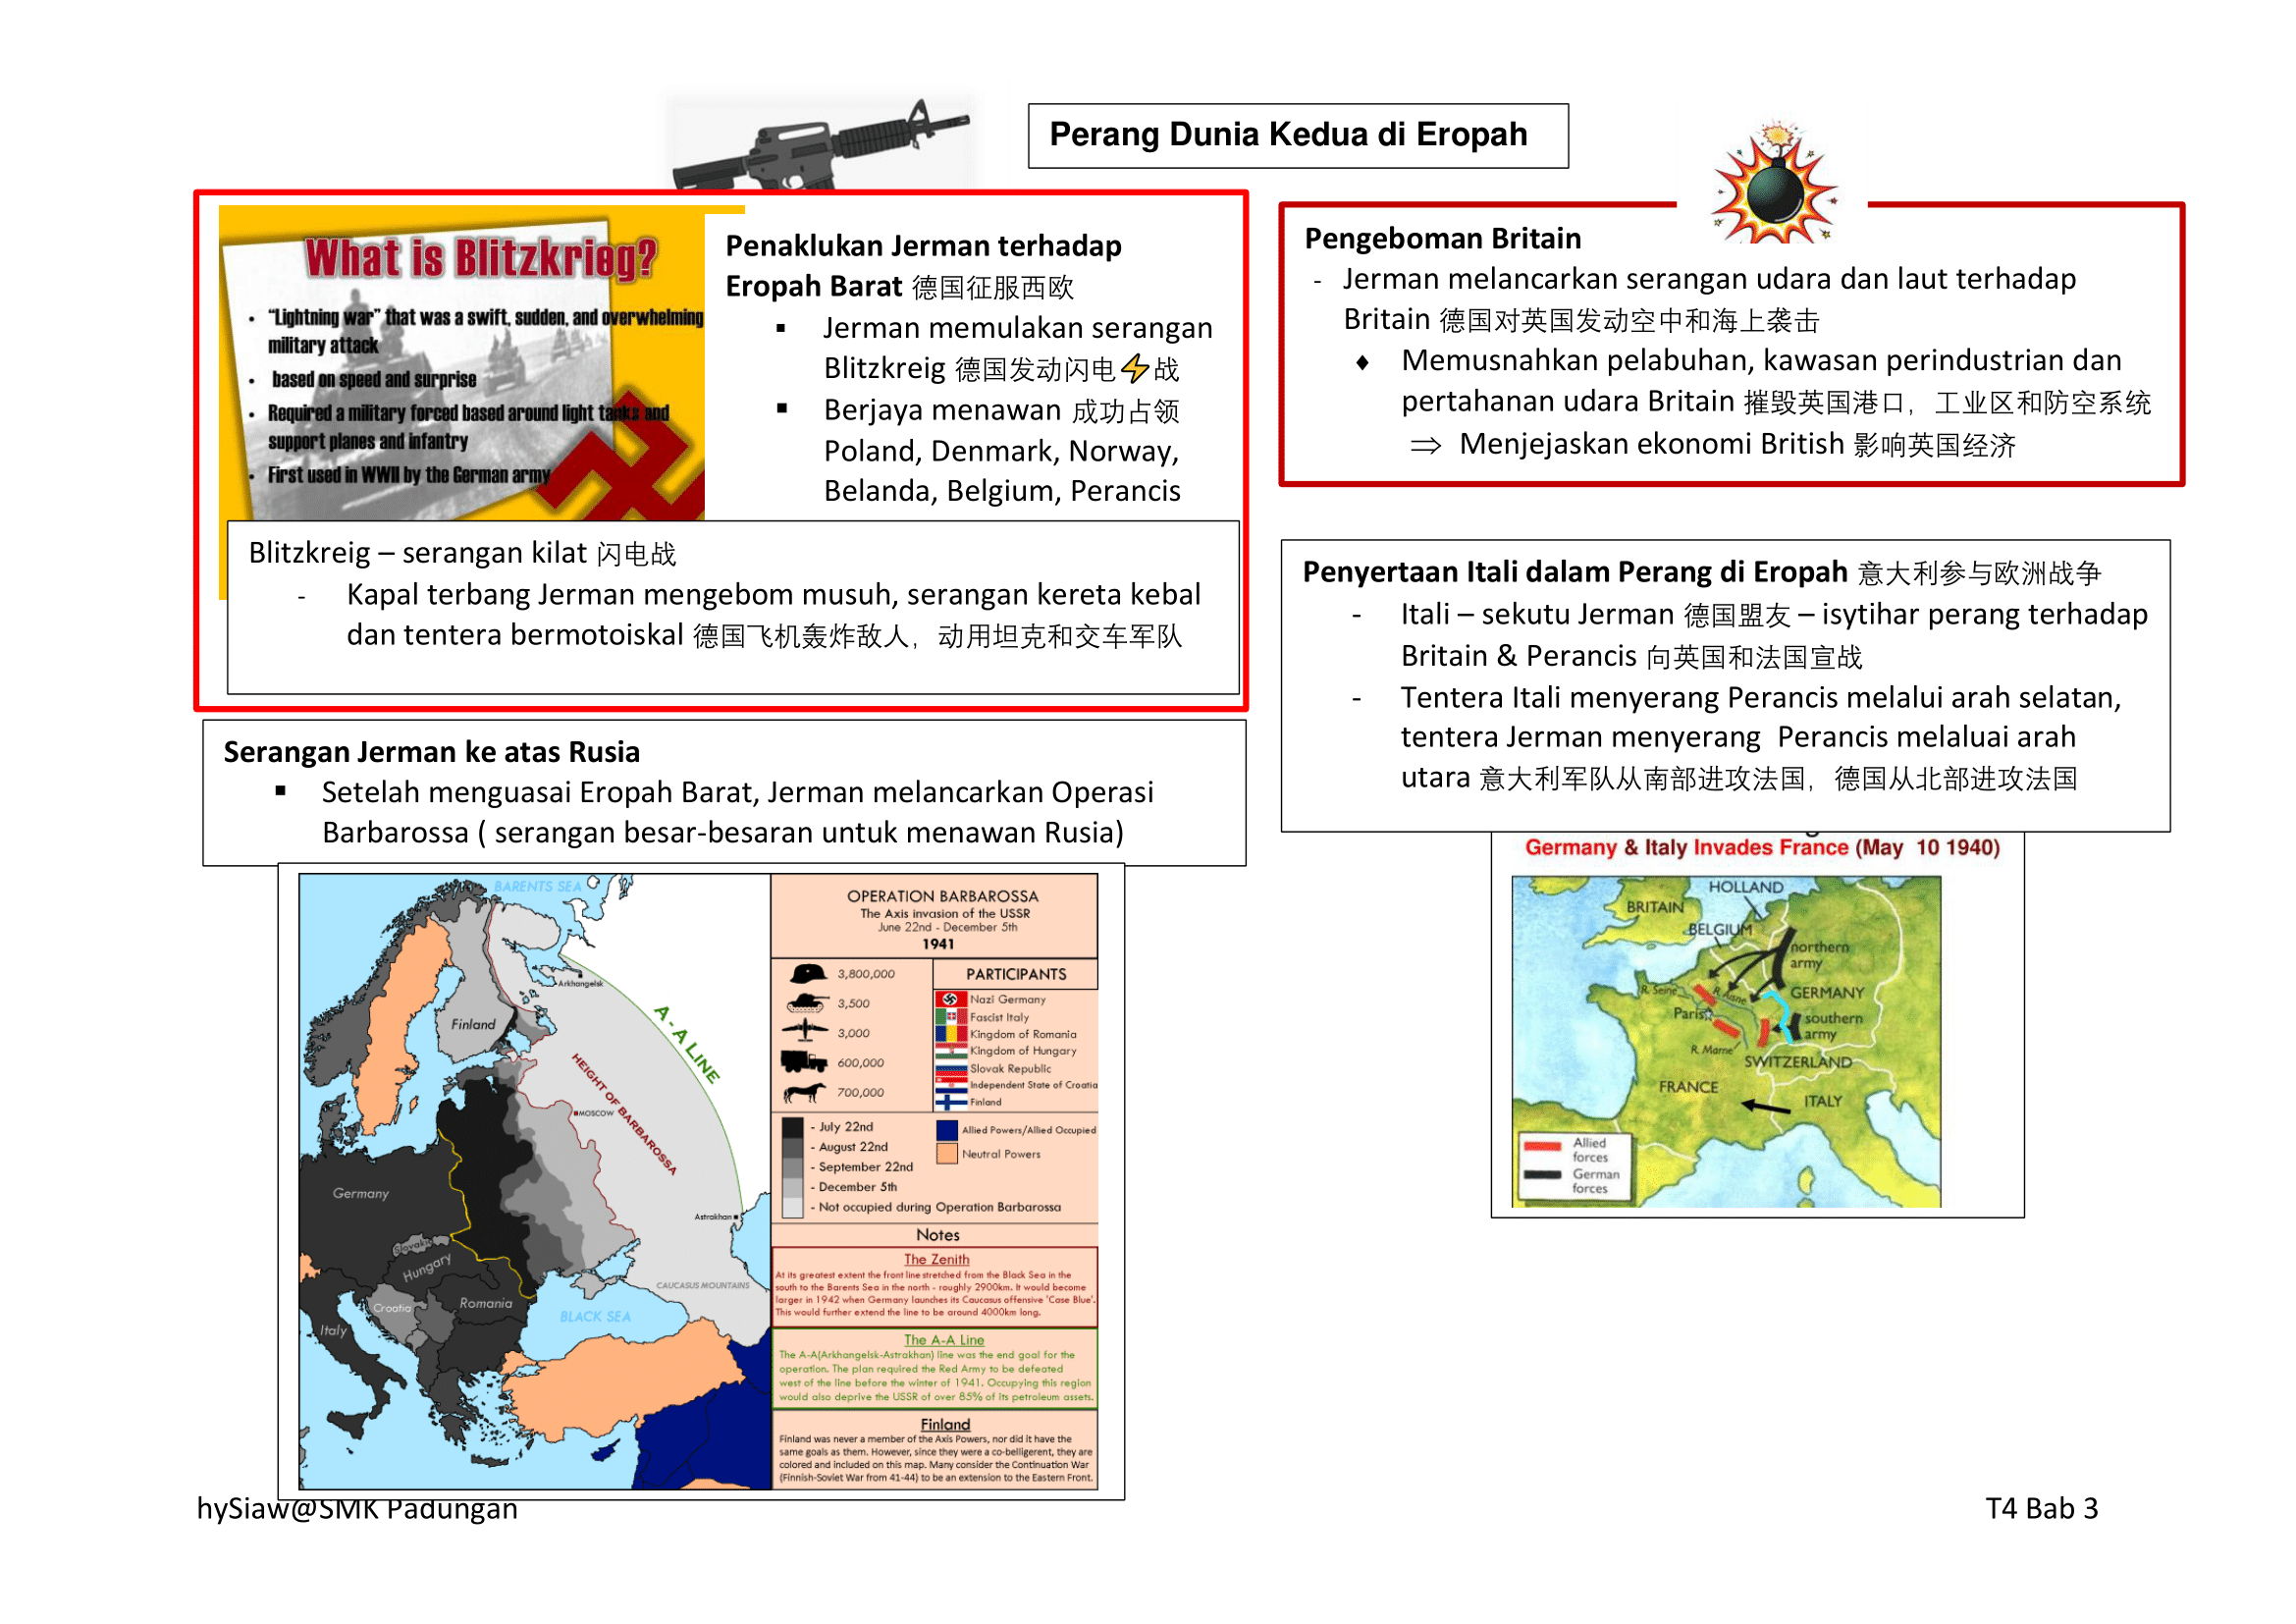 Perang Dunia Kedua di Eropah
What is Blitzkrieg?
• “Lightning war” that was a swift, sudden, and overwhelming
military attack
• based on speed and surprise
• Required a military forced based around light tanks and
support planes and infantry
• First used in WWII by the German army
Penaklukan Jerman terhadap
Eropah Barat 德国征服西欧
▪ Jerman memulakan serangan
Blitzkreig 德国发动闪电⚡战
▪ Berjaya menawan 成功占领
Poland, Denmark, Norway,
Belanda, Belgium, Perancis
Blitzkreig – serangan kilat 闪电战
- Kapal terbang Jerman mengebom musuh, serangan kereta kebal
dan tentera bermotoiskal 德国飞机轰炸敌人，动用坦克和交车军队
Serangan Jerman ke atas Rusia
▪ Setelah menguasai Eropah Barat, Jerman melancarkan Operasi
Barbarossa ( serangan besar-besaran untuk menawan Rusia)
BARENTS SEA
Arkhangelsk
A - A LINE
Finland
HEIGHT OF BARBAROSSA
MOSCOW
Germany
Astrakhan
Slovakia
Hungary
CAUCASUS MOUNTAINS
Croatia
Romania
BLACK SEA
Italy
OPERATION BARBAROSSA
The Axis invasion of the USSR
June 22nd - December 5th
1941
3,800,000
3,500
3,000
600,000
700,000
PARTICIPANTS
Nazi Germany
Fascist Italy
Kingdom of Romania
Kingdom of Hungary
Slovak Republic
Independent State of Croatia
Finland
- July 22nd
- August 22nd
- September 22nd
- December 5th
- Not occupied during Operation Barbarossa
Allied Powers/Allied Occupied
Neutral Powers
Notes
The Zenith
At its greatest extent the front line stretched from the Black Sea in the
south to the Barents Sea in the north - roughly 2900km. It would become
larger in 1942 when Germany launches its Caucasus offensive 'Case Blue'.
This would further extend the line to be around 4000km long.
The A-A Line
The A-A(Arkhangelsk-Astrakhan) line was the end goal for the
operation. The plan required the Red Army to be defeated
west of the line before the winter of 1941. Occupying this region
would also deprive the USSR of over 85% of its petroleum assets.
Finland
Finland was never a member of the Axis Powers, nor did it have the
same goals as them. However, since they were a co-belligerent, they are
colored and included on this map. Many consider the Continuation War
(Finnish-Soviet War from 41-44) to be an extension to the Eastern Front.
Pengeboman Britain
- Jerman melancarkan serangan udara dan laut terhadap
Britain 德国对英国发动空中和海上袭击
♦ Memusnahkan pelabuhan, kawasan perindustrian dan
pertahanan udara Britain 摧毁英国港口，工业区和防空系统
⇒ Menjejaskan ekonomi British 影响英国经济
Penyertaan Itali dalam Perang di Eropah 意大利参与欧洲战争
- Itali – sekutu Jerman 德国盟友 – isytihar perang terhadap
Britain & Perancis 向英国和法国宣战
- Tentera Itali menyerang Perancis melalui arah selatan,
tentera Jerman menyerang Perancis melaluai arah
utara 意大利军队从南部进攻法国，德国从北部进攻法国
Germany & Italy Invades France (May 10 1940)
HOLLAND
BRITAIN
BELGIUM
northern
army
R. Seine
R. Aisne
GERMANY
Paris
southern
army
R. Marne
SWITZERLAND
FRANCE
ITALY
Allied
forces
German
forces
hySiaw@SMK Padungan
T4 Bab 3